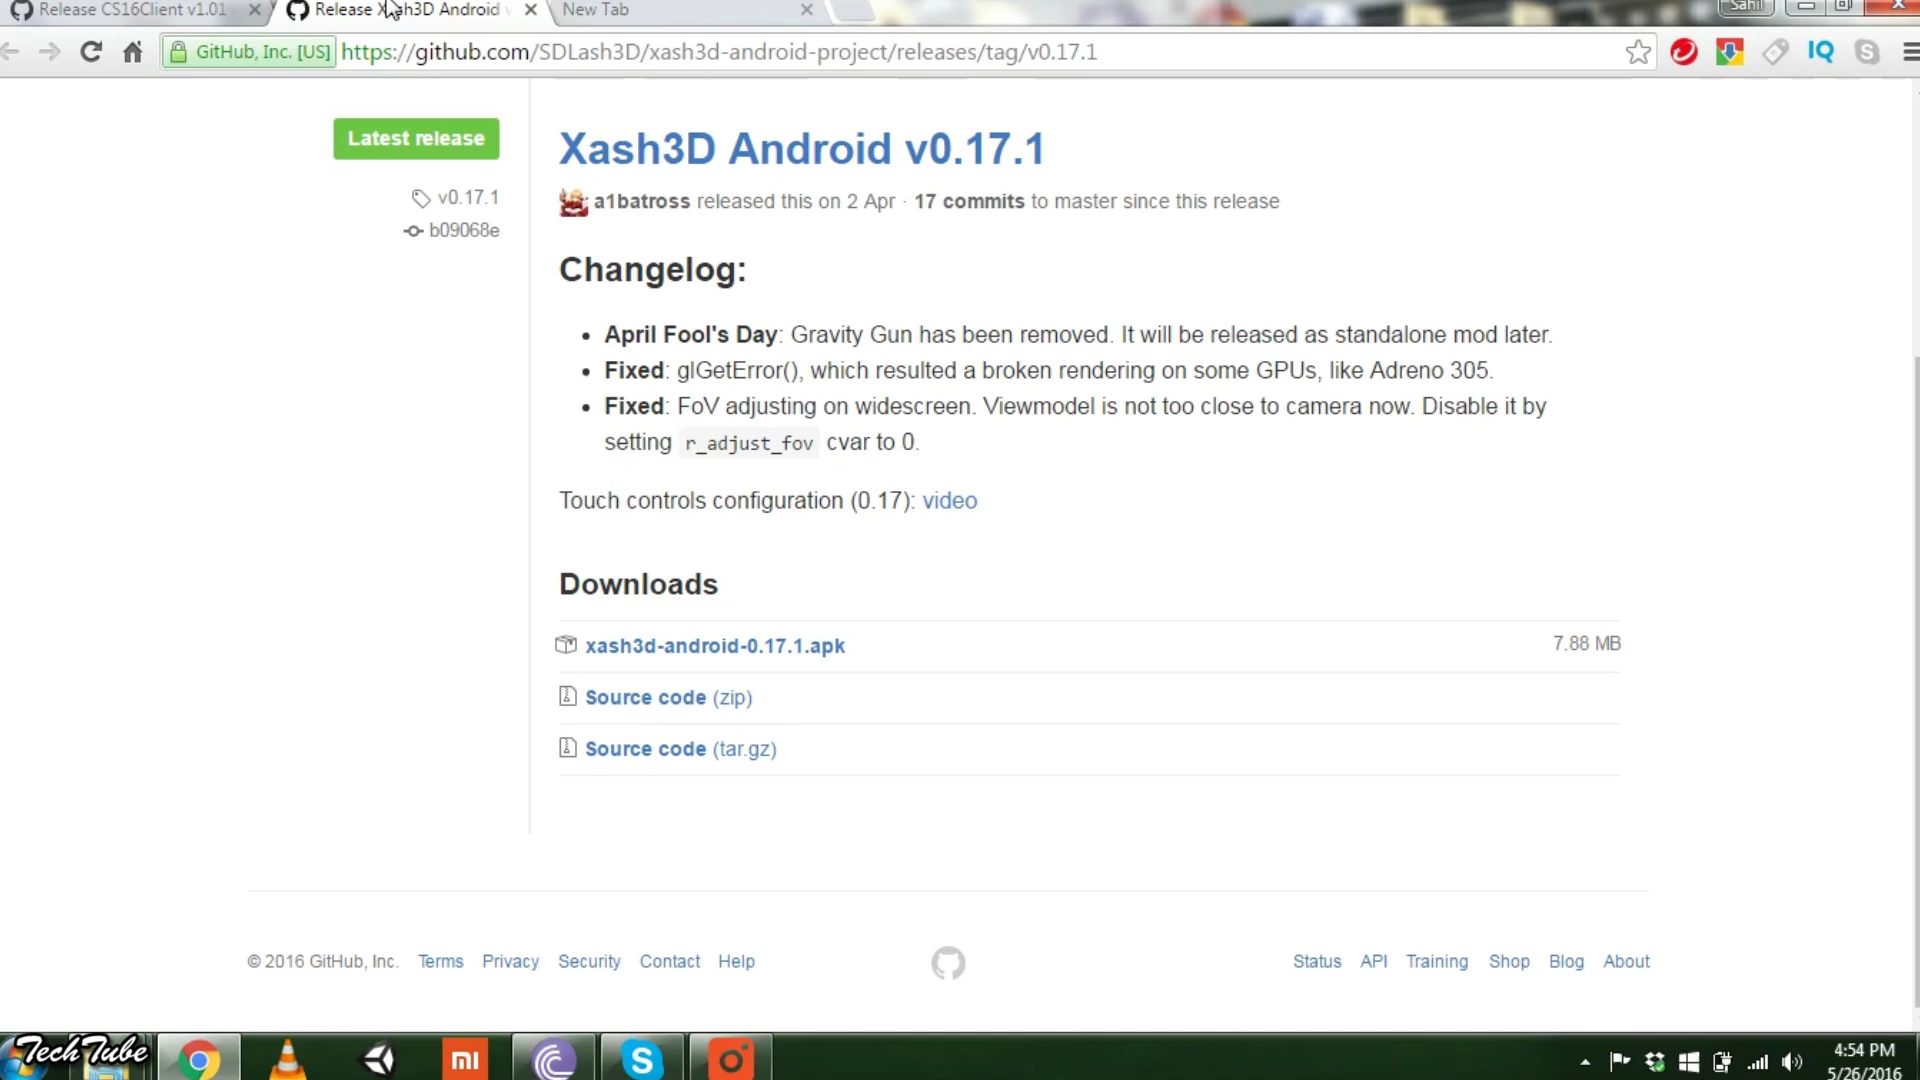 Release CS16Client v1.01
Release Xash3D Android v
New Tab
Sahil
GitHub, Inc. [US]
https://github.com/SDLash3D/xash3d-android-project/releases/tag/v0.17.1
IQ
Latest release
v0.17.1
b09068e
Xash3D Android v0.17.1
a1batross released this on 2 Apr · 17 commits to master since this release
Changelog:
• April Fool's Day: Gravity Gun has been removed. It will be released as standalone mod later.
• Fixed: glGetError(), which resulted a broken rendering on some GPUs, like Adreno 305.
• Fixed: FoV adjusting on widescreen. Viewmodel is not too close to camera now. Disable it by
setting r_adjust_fov cvar to 0.
Touch controls configuration (0.17): video
Downloads
xash3d-android-0.17.1.apk
7.88 MB
Source code (zip)
Source code (tar.gz)
© 2016 GitHub, Inc. Terms Privacy Security Contact Help
Status API Training Shop Blog About
TechTube
mi
4:54 PM
5/26/2016